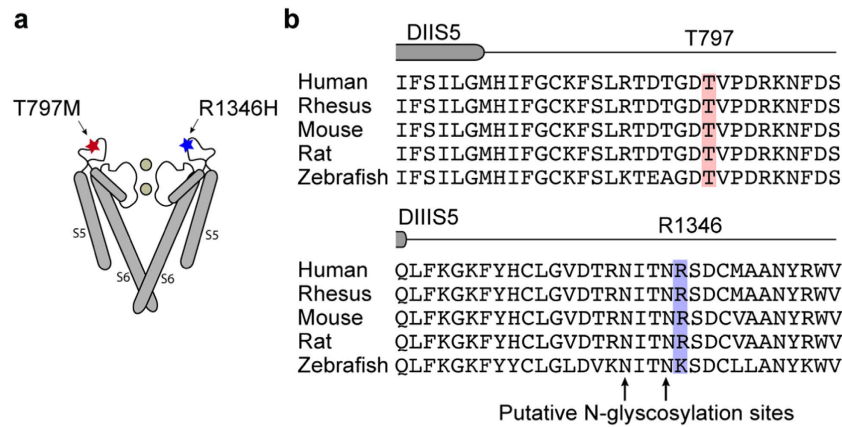 a
T797M
R1346H
S5
S6
S6
S5
b
DIIS5
T797
Human IFSILGMHIFGCKFSLRTDTGDTVPDRKNFDS
Rhesus IFSILGMHIFGCKFSLRTDTGDTVPDRKNFDS
Mouse IFSILGMHIFGCKFSLRTDTGDTVPDRKNFDS
Rat IFSILGMHIFGCKFSLRTDTGDTVPDRKNFDS
Zebrafish IFSILGMHIFGCKFSLKTEAGDTVPDRKNFDS
DIIIS5
R1346
Human QLFKGKFYHCLGVDTRNITNRSDCMAANYRWV
Rhesus QLFKGKFYHCLGVDTRNITNRSDCMAANYRWV
Mouse QLFKGKFYHCLGVDTRNITNRSDCVAANYRWV
Rat QLFKGKFYHCLGVDTRNITNRSDCVAANYRWV
Zebrafish QLFKGKFYYCLGLDVKNITNKSDCLLANYKWV
Putative N-glyscosylation sites